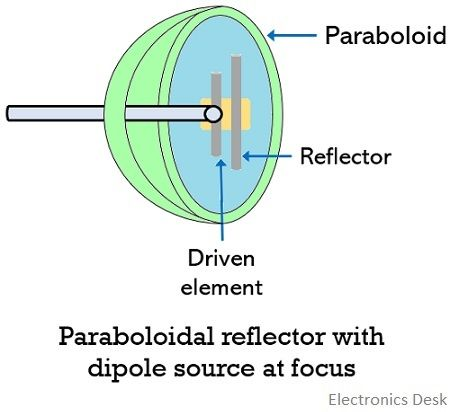 Paraboloid
Reflector
Driven
element
Paraboloidal reflector with
dipole source at focus
Electronics Desk